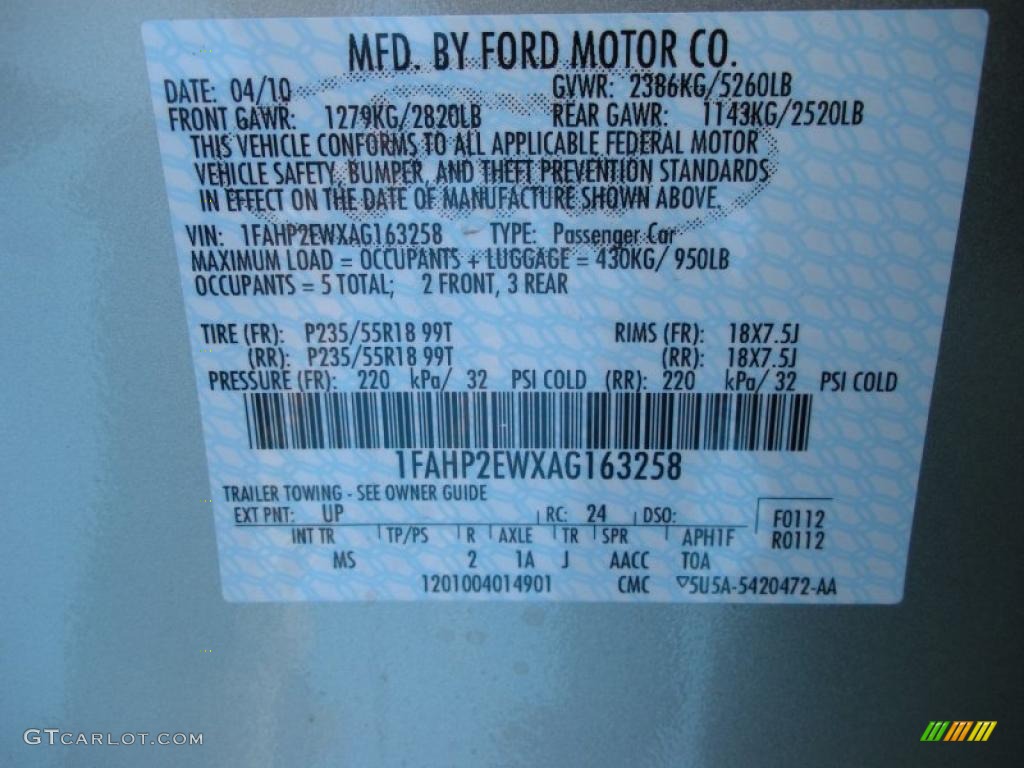 MFD. BY FORD MOTOR CO.
DATE: 04/10 GVWR: 2386KG/5260LB
FRONT GAWR: 1279KG/2820LB REAR GAWR: 1143KG/2520LB
THIS VEHICLE CONFORMS TO ALL APPLICABLE FEDERAL MOTOR
VEHICLE SAFETY, BUMPER, AND THEFT PREVENTION STANDARDS
IN EFFECT ON THE DATE OF MANUFACTURE SHOWN ABOVE.
VIN: 1FAHP2EWXAG163258 TYPE: Passenger Car
MAXIMUM LOAD = OCCUPANTS + LUGGAGE = 430KG/ 950LB
OCCUPANTS = 5 TOTAL; 2 FRONT, 3 REAR
TIRE (FR): P235/55R18 99T RIMS (FR): 18X7.5J
(RR): P235/55R18 99T (RR): 18X7.5J
PRESSURE (FR): 220 kPa/ 32 PSI COLD (RR): 220 kPa/ 32 PSI COLD
1FAHP2EWXAG163258
TRAILER TOWING - SEE OWNER GUIDE
EXT PNT: UP RC: 24 DSO: F0112
INT TR TP/PS R AXLE TR SPR APH1F R0112
MS 2 1A J AACC TOA
1201004014901 CMC ▽5U5A-5420472-AA
GTCARLOT.COM